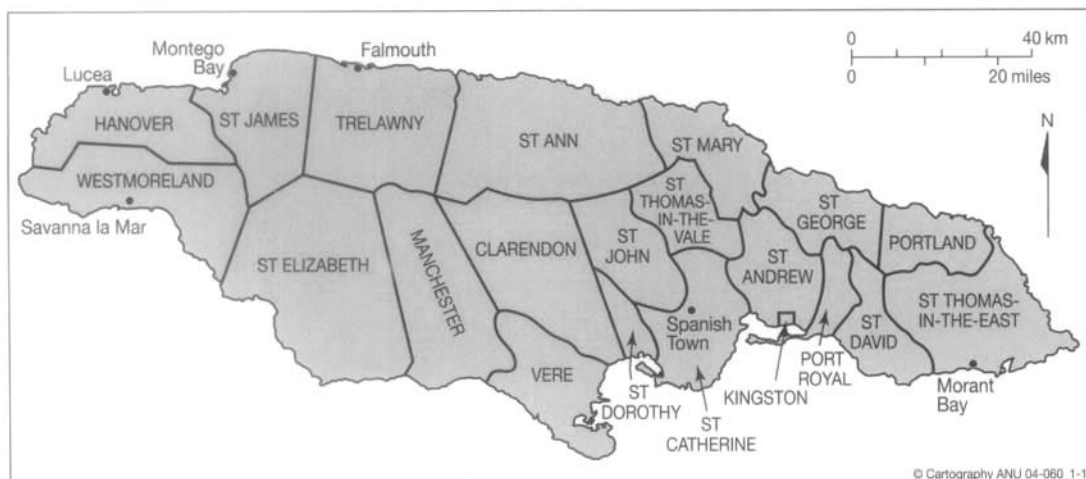 Montego
Bay
Falmouth
Lucea
0 40 km
0 20 miles
N
HANOVER
ST JAMES
TRELAWNY
ST ANN
ST MARY
WESTMORELAND
Savanna la Mar
ST
THOMAS-
IN-THE-
VALE
ST
GEORGE
PORTLAND
ST ELIZABETH
MANCHESTER
CLARENDON
ST
JOHN
ST
ANDREW
ST THOMAS-
IN-THE-EAST
Spanish
Town
ST
DAVID
VERE
ST
DOROTHY
ST
CATHERINE
KINGSTON
PORT
ROYAL
Morant
Bay
© Cartography ANU 04-060_1-1